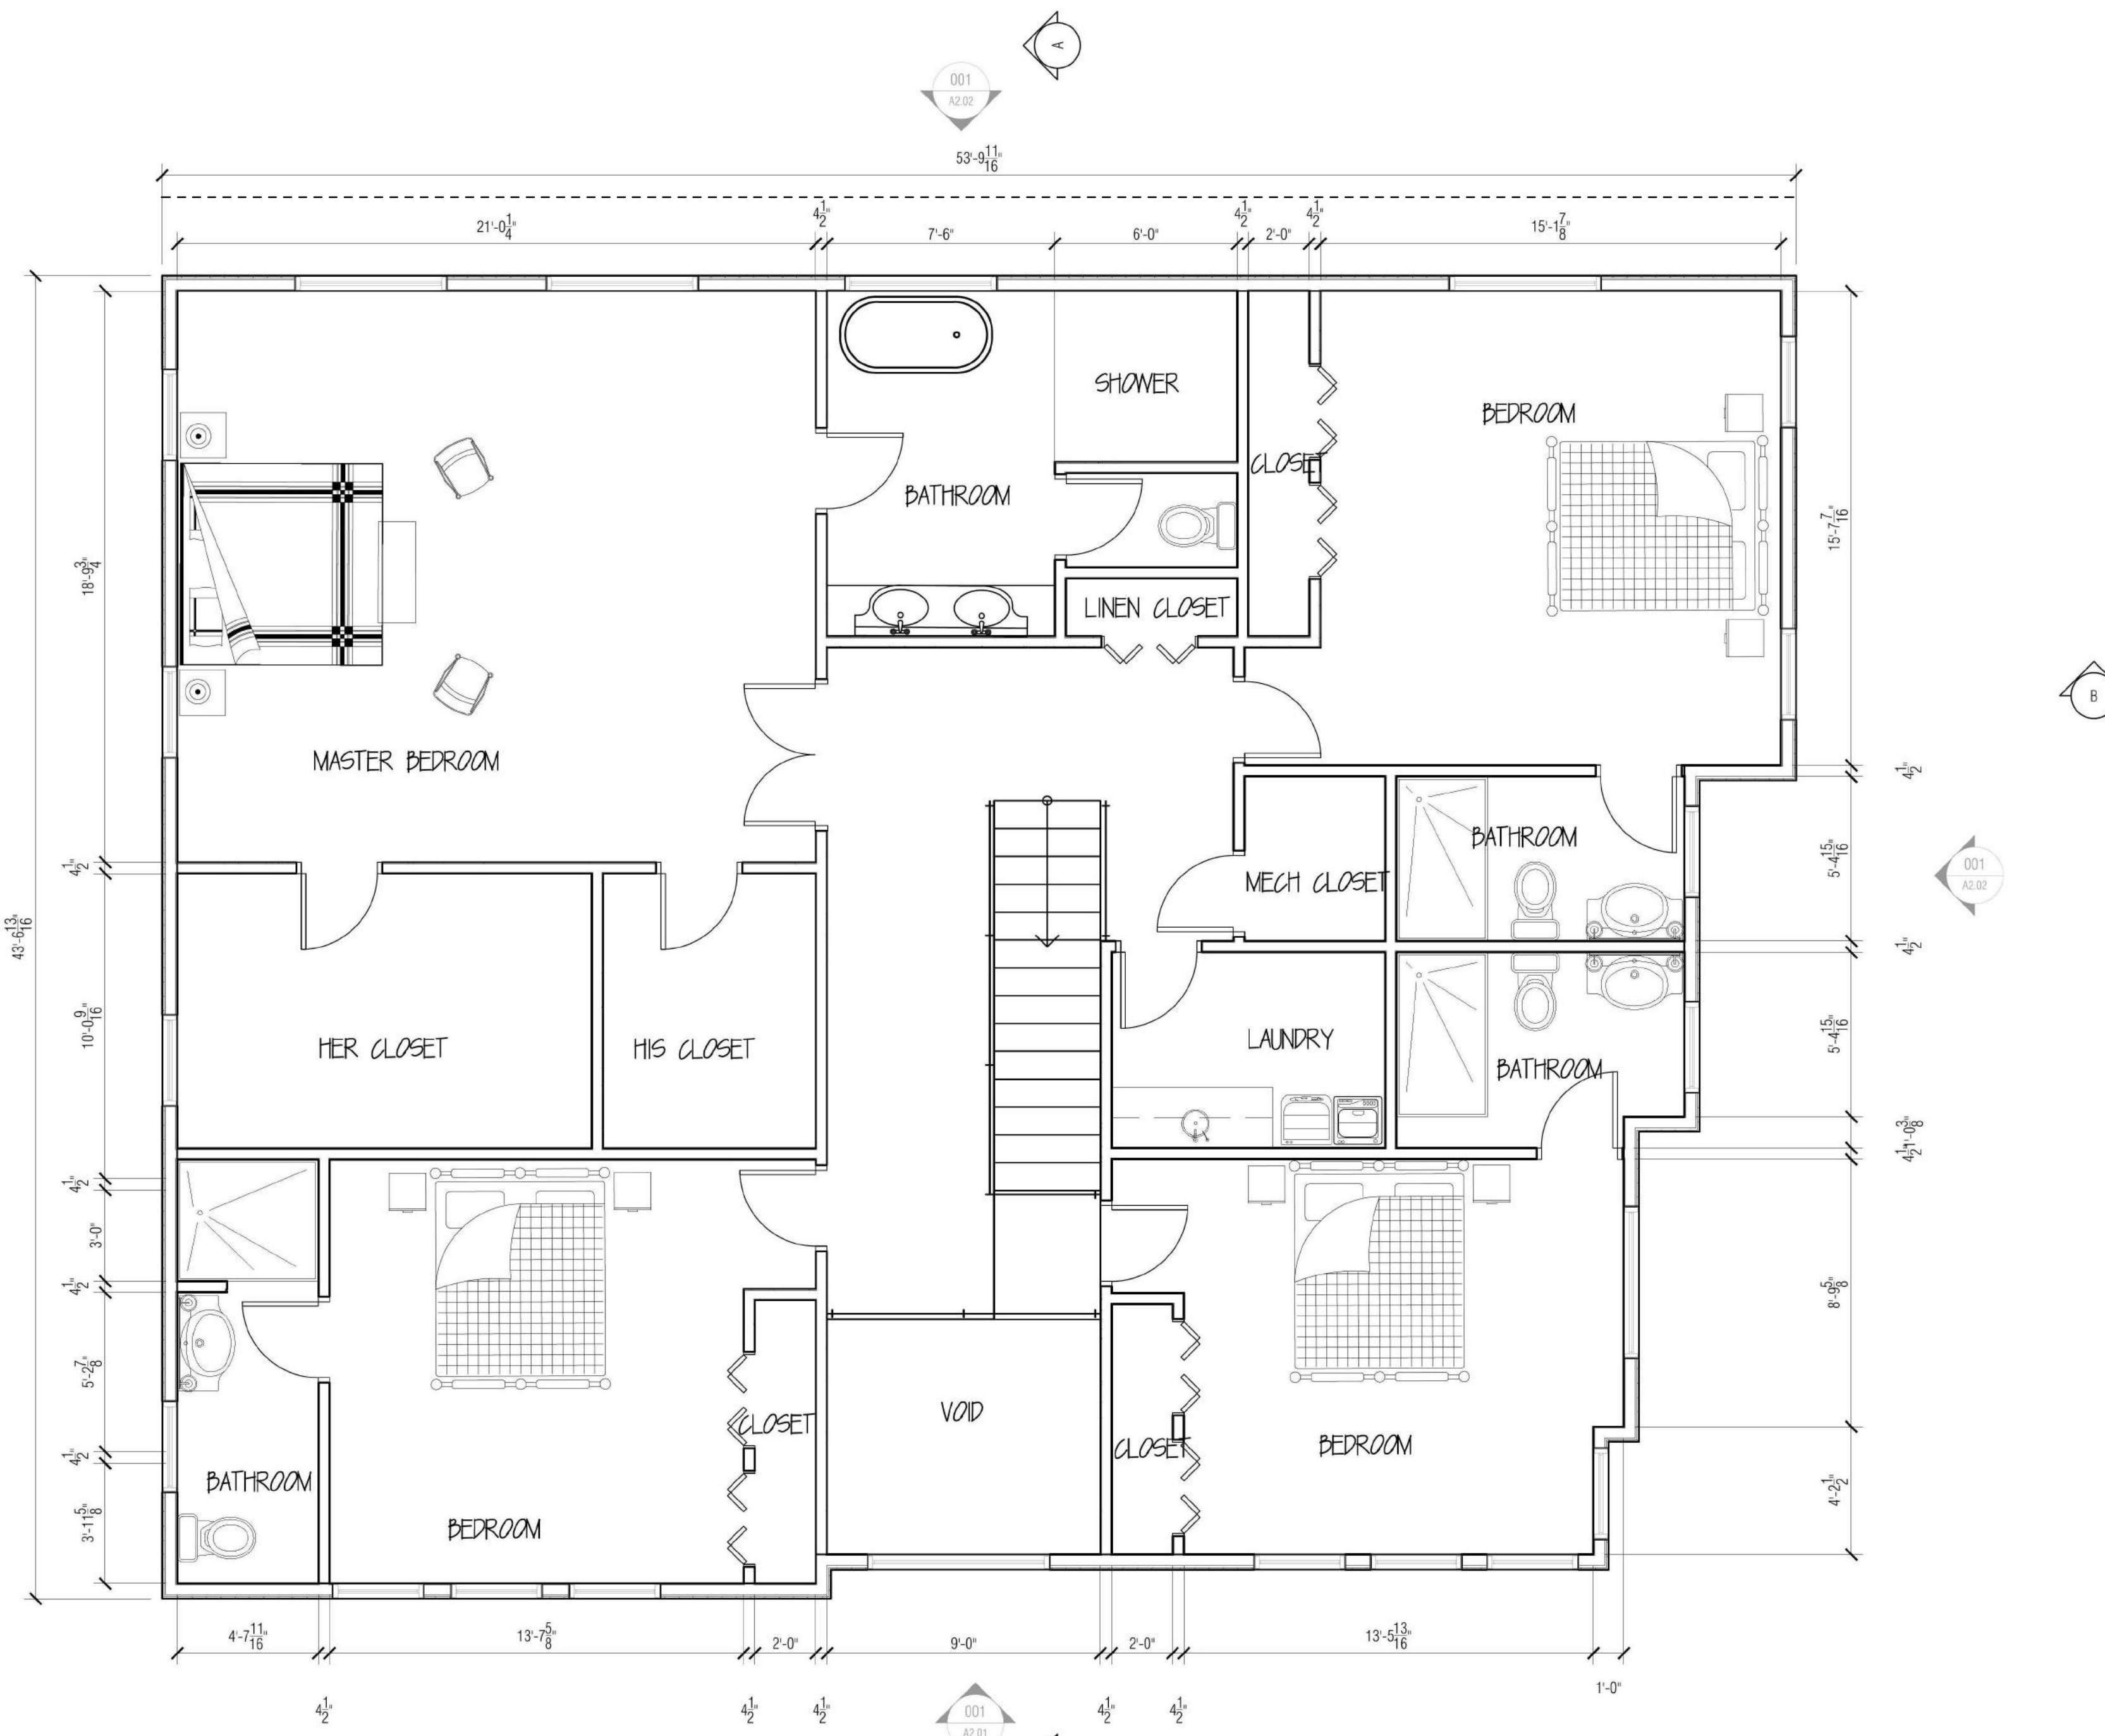 A
001
A2.02
53'-9 11/16"
21'-0 1/4"
4 1/2"
7'-6"
6'-0"
4 1/2"
2'-0"
4 1/2"
15'-1 7/8"
SHOWER
BEDROOM
CLOSET
BATHROOM
18'-9 3/4"
15'-7 7/16"
LINEN CLOSET
B
MASTER BEDROOM
4 1/2"
BATHROOM
5'-4 15/16"
001
A2.02
4 1/2"
MECH CLOSET
43'-6 13/16"
4 1/2"
10'-0 9/16"
HER CLOSET
HIS CLOSET
LAUNDRY
5'-4 15/16"
BATHROOM
1'-0 3/8"
4 1/2"
4 1/2"
3'-0"
4 1/2"
8'-9 5/8"
5'-2 7/8"
CLOSET
VOID
CLOSET
BEDROOM
4 1/2"
BATHROOM
4'-2 1/2"
3'-11 5/8"
BEDROOM
4'-7 11/16"
13'-7 5/8"
2'-0"
9'-0"
2'-0"
13'-5 13/16"
1'-0"
4 1/2"
4 1/2"
4 1/2"
4 1/2"
4 1/2"
001
A2.01